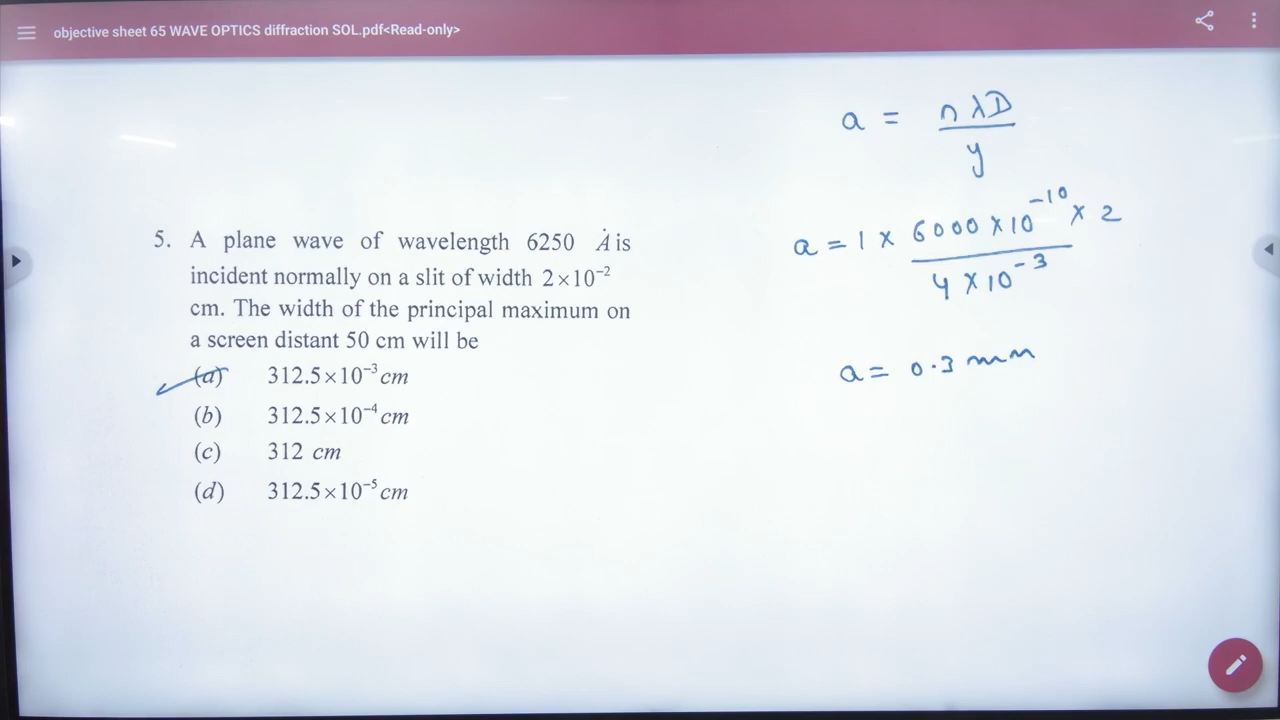 objective sheet 65 WAVE OPTICS diffraction SOL.pdf<Read-only>
5. A plane wave of wavelength 6250 Å is
incident normally on a slit of width 2×10⁻²
cm. The width of the principal maximum on
a screen distant 50 cm will be
(a) 312.5×10⁻³ cm
(b) 312.5×10⁻⁴ cm
(c) 312 cm
(d) 312.5×10⁻⁵ cm
a = nλD
y
a = 1 × 6000 × 10⁻¹⁰ × 2
4 × 10⁻³
a = 0.3 mm